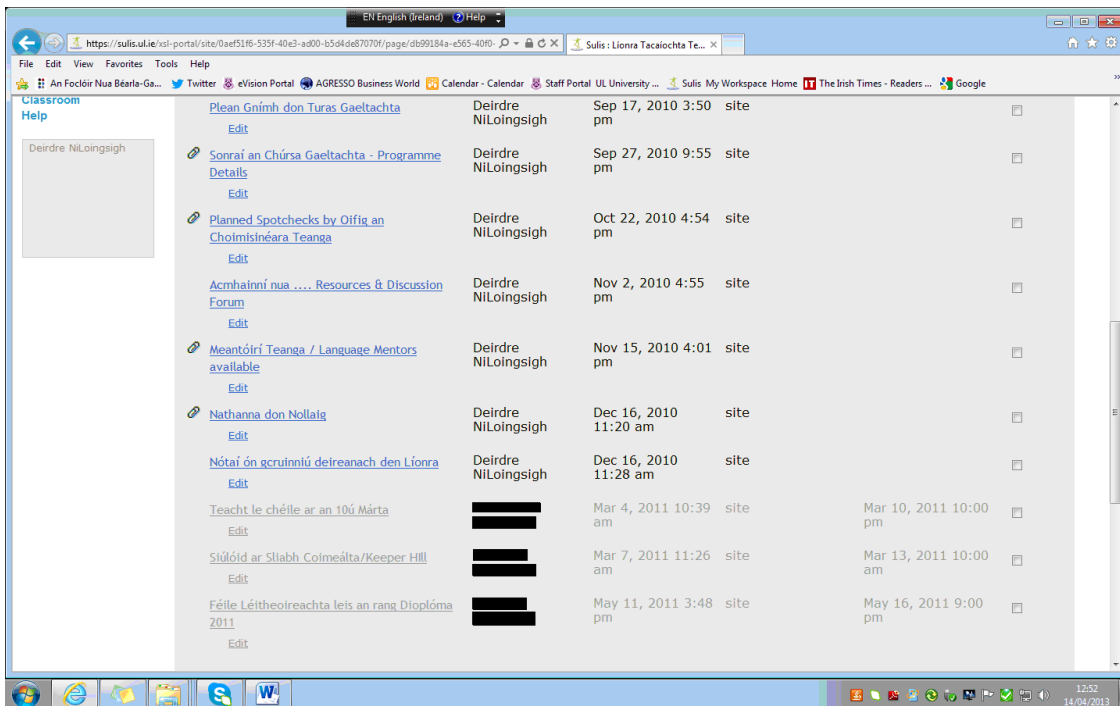 EN English (Ireland) Help
https://sulis.ul.ie/xsl-portal/site/0aef51f6-535f-40e3-ad00-b5d4de87070f/page/db99184a-e565-40f0-
Sulis : Líonra Tacaíochta Te...
File Edit View Favorites Tools Help
An Foclóir Nua Béarla-Ga... Twitter eVision Portal AGRESSO Business World Calendar - Calendar Staff Portal UL University ... Sulis My Workspace Home The Irish Times - Readers ... Google
Classroom
Help
Deirdre NiLoingsigh
Plean Gnímh don Turas Gaeltachta Deirdre Sep 17, 2010 3:50 site
NiLoingsigh pm
Edit
Sonraí an Chúrsa Gaeltachta - Programme Deirdre Sep 27, 2010 9:55 site
Details NiLoingsigh pm
Edit
Planned Spotchecks by Oifig an Deirdre Oct 22, 2010 4:54 site
Choimisinéara Teanga NiLoingsigh pm
Edit
Acmhainní nua .... Resources & Discussion Deirdre Nov 2, 2010 4:55 site
Forum NiLoingsigh pm
Edit
Meantóirí Teanga / Language Mentors Deirdre Nov 15, 2010 4:01 site
available NiLoingsigh pm
Edit
Nathanna don Nollaig Deirdre Dec 16, 2010 site
NiLoingsigh 11:20 am
Edit
Nótaí ón gcruinniú deireanach den Líonra Deirdre Dec 16, 2010 site
NiLoingsigh 11:28 am
Edit
Teacht le chéile ar an 10ú Márta Mar 4, 2011 10:39 site Mar 10, 2011 10:00
am pm
Edit
Siúlóid ar Sliabh Coimeálta/Keeper Hill Mar 7, 2011 11:26 site Mar 13, 2011 10:00
am am
Edit
Féile Léitheoireachta leis an rang Dioplóma May 11, 2011 3:48 site May 16, 2011 9:00
2011 pm pm
Edit
12:52
14/04/2013